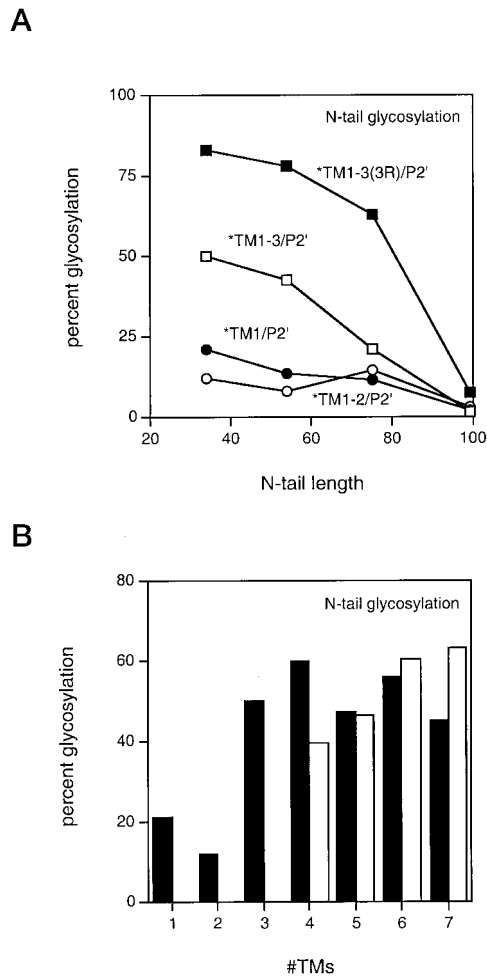 A
N-tail glycosylation
*TM1-3(3R)/P2'
*TM1-3/P2'
*TM1/P2'
*TM1-2/P2'
percent glycosylation
100
75
50
25
0
20 40 60 80 100
N-tail length
B
N-tail glycosylation
percent glycosylation
80
60
40
20
0
1 2 3 4 5 6 7
#TMs